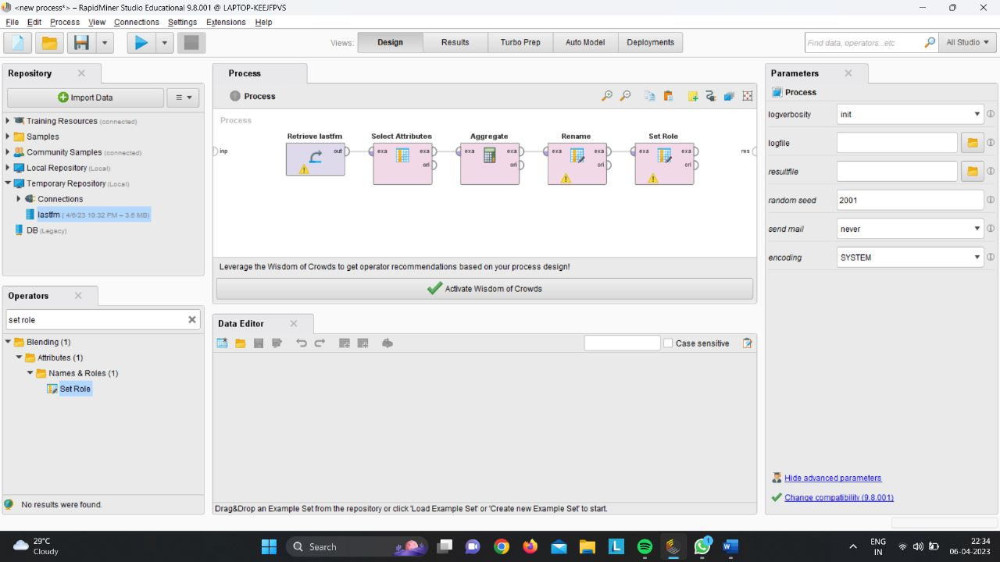 <new process*> – RapidMiner Studio Educational 9.8.001 @ LAPTOP-KEEJFPVS
File Edit Process View Connections Settings Extensions Help
Views: Design Results Turbo Prep Auto Model Deployments Find data, operators...etc All Studio
Repository
Import Data
Training Resources (connected)
Samples
Community Samples (connected)
Local Repository (Local)
Temporary Repository (Local)
Connections
lastfm ( 4/6/23 10:32 PM – 3.6 MB)
DB (Legacy)
Operators
set role
Blending (1)
Attributes (1)
Names & Roles (1)
Set Role
No results were found.
Process
Process
Process
inp
Retrieve lastfm
out
Select Attributes
exa exa
ori
Aggregate
exa exa
ori
Rename
exa exa
ori
Set Role
exa exa
ori
res
Leverage the Wisdom of Crowds to get operator recommendations based on your process design!
Activate Wisdom of Crowds
Data Editor
Case sensitive
Drag&Drop an Example Set from the repository or click 'Load Example Set' or 'Create new Example Set' to start.
Parameters
Process
logverbosity init
logfile
resultfile
random seed 2001
send mail never
encoding SYSTEM
Hide advanced parameters
Change compatibility (9.8.001)
29°C
Cloudy
Search
L
1
ENG
IN
22:34
06-04-2023